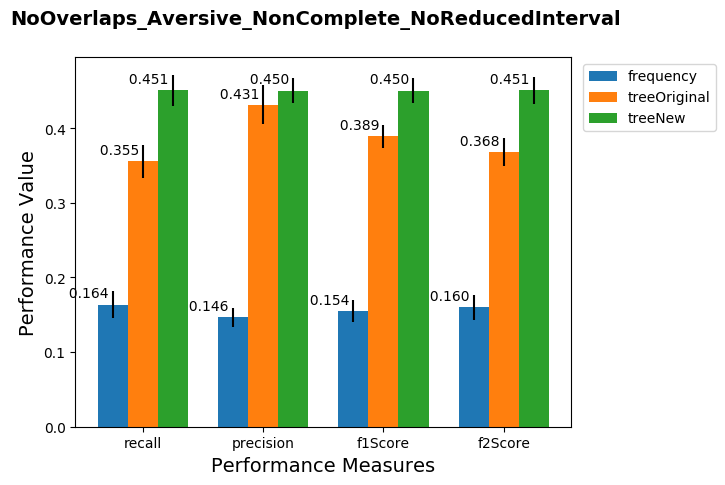 NoOverlaps_Aversive_NonComplete_NoReducedInterval
frequency
treeOriginal
treeNew
Performance Value
0.4
0.3
0.2
0.1
0.0
0.164
0.355
0.451
0.146
0.431
0.450
0.154
0.389
0.450
0.160
0.368
0.451
recall
precision
f1Score
f2Score
Performance Measures